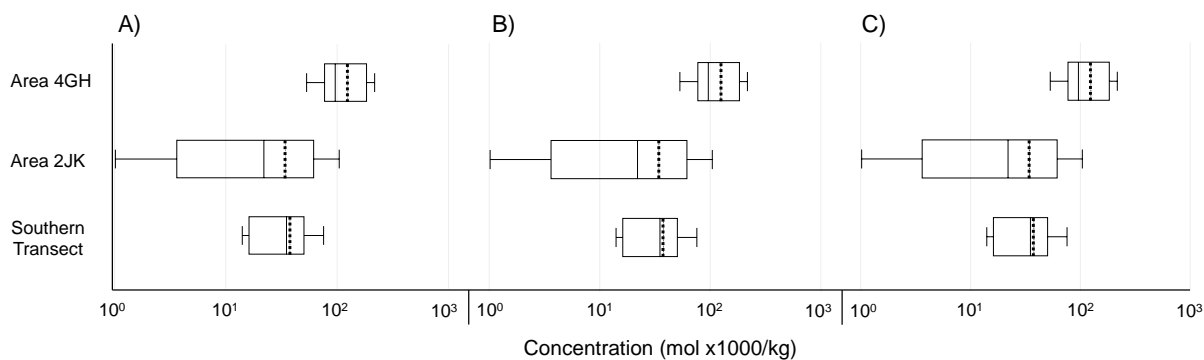 A) B) C)
Area 4GH
Area 2JK
Southern
Transect
10⁰ 10¹ 10² 10³ 10⁰ 10¹ 10² 10³ 10⁰ 10¹ 10² 10³
Concentration (mol x1000/kg)